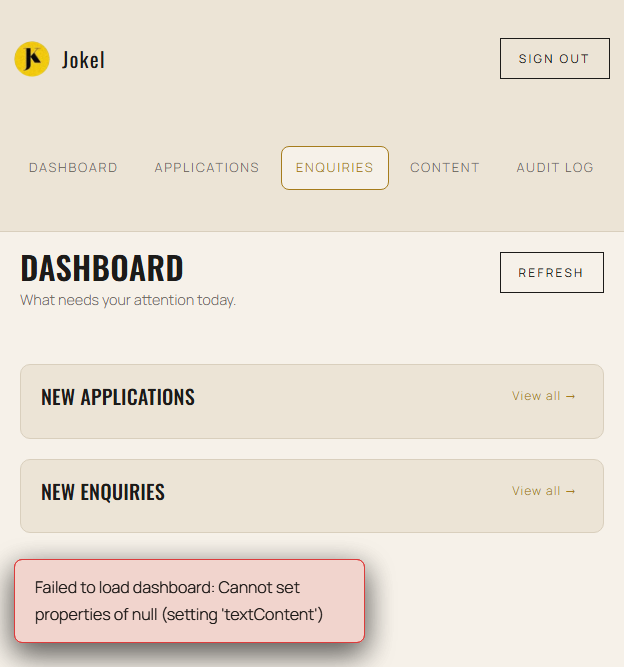 JK
Jokel
SIGN OUT
DASHBOARD
APPLICATIONS
ENQUIRIES
CONTENT
AUDIT LOG
DASHBOARD
REFRESH
What needs your attention today.
NEW APPLICATIONS
View all →
NEW ENQUIRIES
View all →
Failed to load dashboard: Cannot set
properties of null (setting 'textContent')